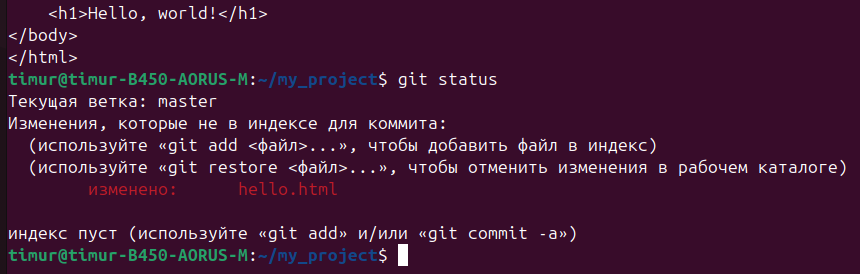 <h1>Hello, world!</h1>
</body>
</html>
timur@timur-B450-AORUS-M:~/my_project$ git status
Текущая ветка: master
Изменения, которые не в индексе для коммита:
  (используйте «git add <файл>...», чтобы добавить файл в индекс)
  (используйте «git restore <файл>...», чтобы отменить изменения в рабочем каталоге)
        изменено:      hello.html

индекс пуст (используйте «git add» и/или «git commit -a»)
timur@timur-B450-AORUS-M:~/my_project$